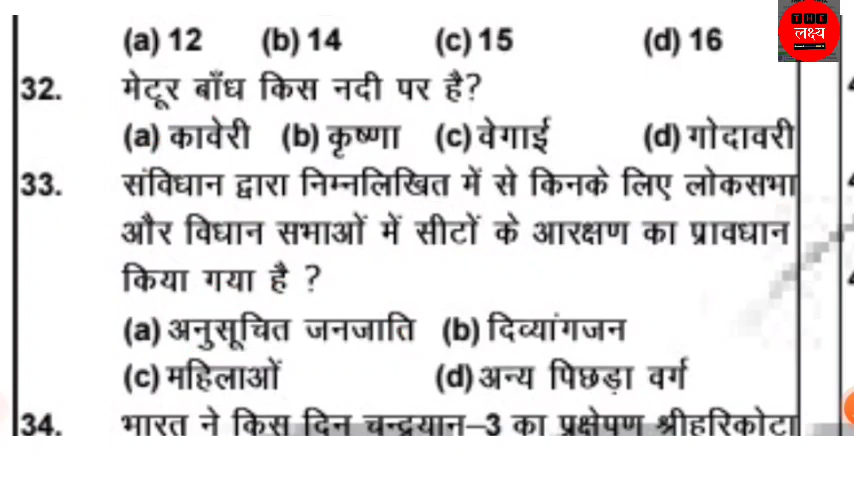 THE
लक्ष्य
(a) 12 (b) 14 (c) 15 (d) 16
32. मेटूर बाँध किस नदी पर है?
(a) कावेरी (b) कृष्णा (c) वेगाई (d) गोदावरी
33. संविधान द्वारा निम्नलिखित में से किनके लिए लोकसभा
और विधान सभाओं में सीटों के आरक्षण का प्रावधान
किया गया है ?
(a) अनुसूचित जनजाति (b) दिव्यांगजन
(c) महिलाओं (d) अन्य पिछड़ा वर्ग
34. भारत ने किस दिन चन्द्रयान–3 का प्रक्षेपण श्रीहरिकोटा